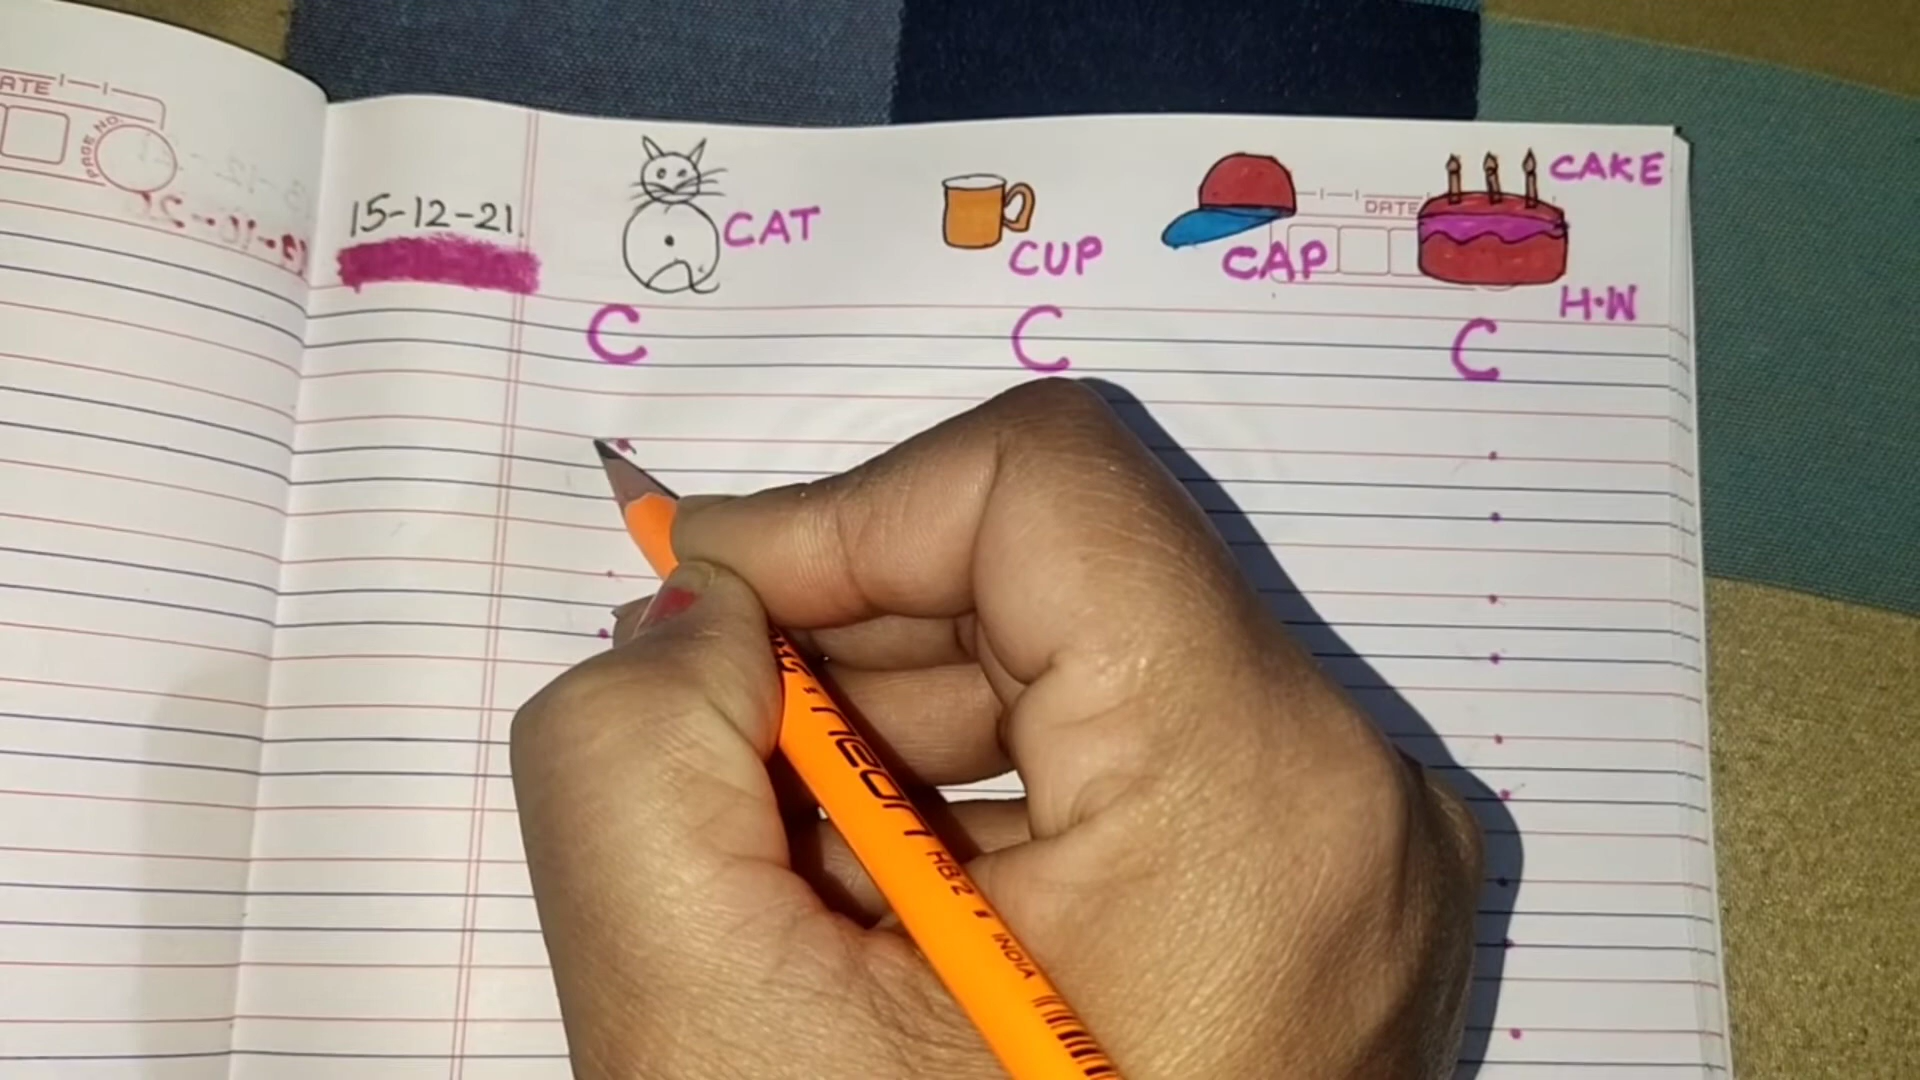 DATE
PAGE NO.
15-12-21
CAT
CUP
CAP
DATE
CAKE
H.W
C C C
neon HB/2 INDIA